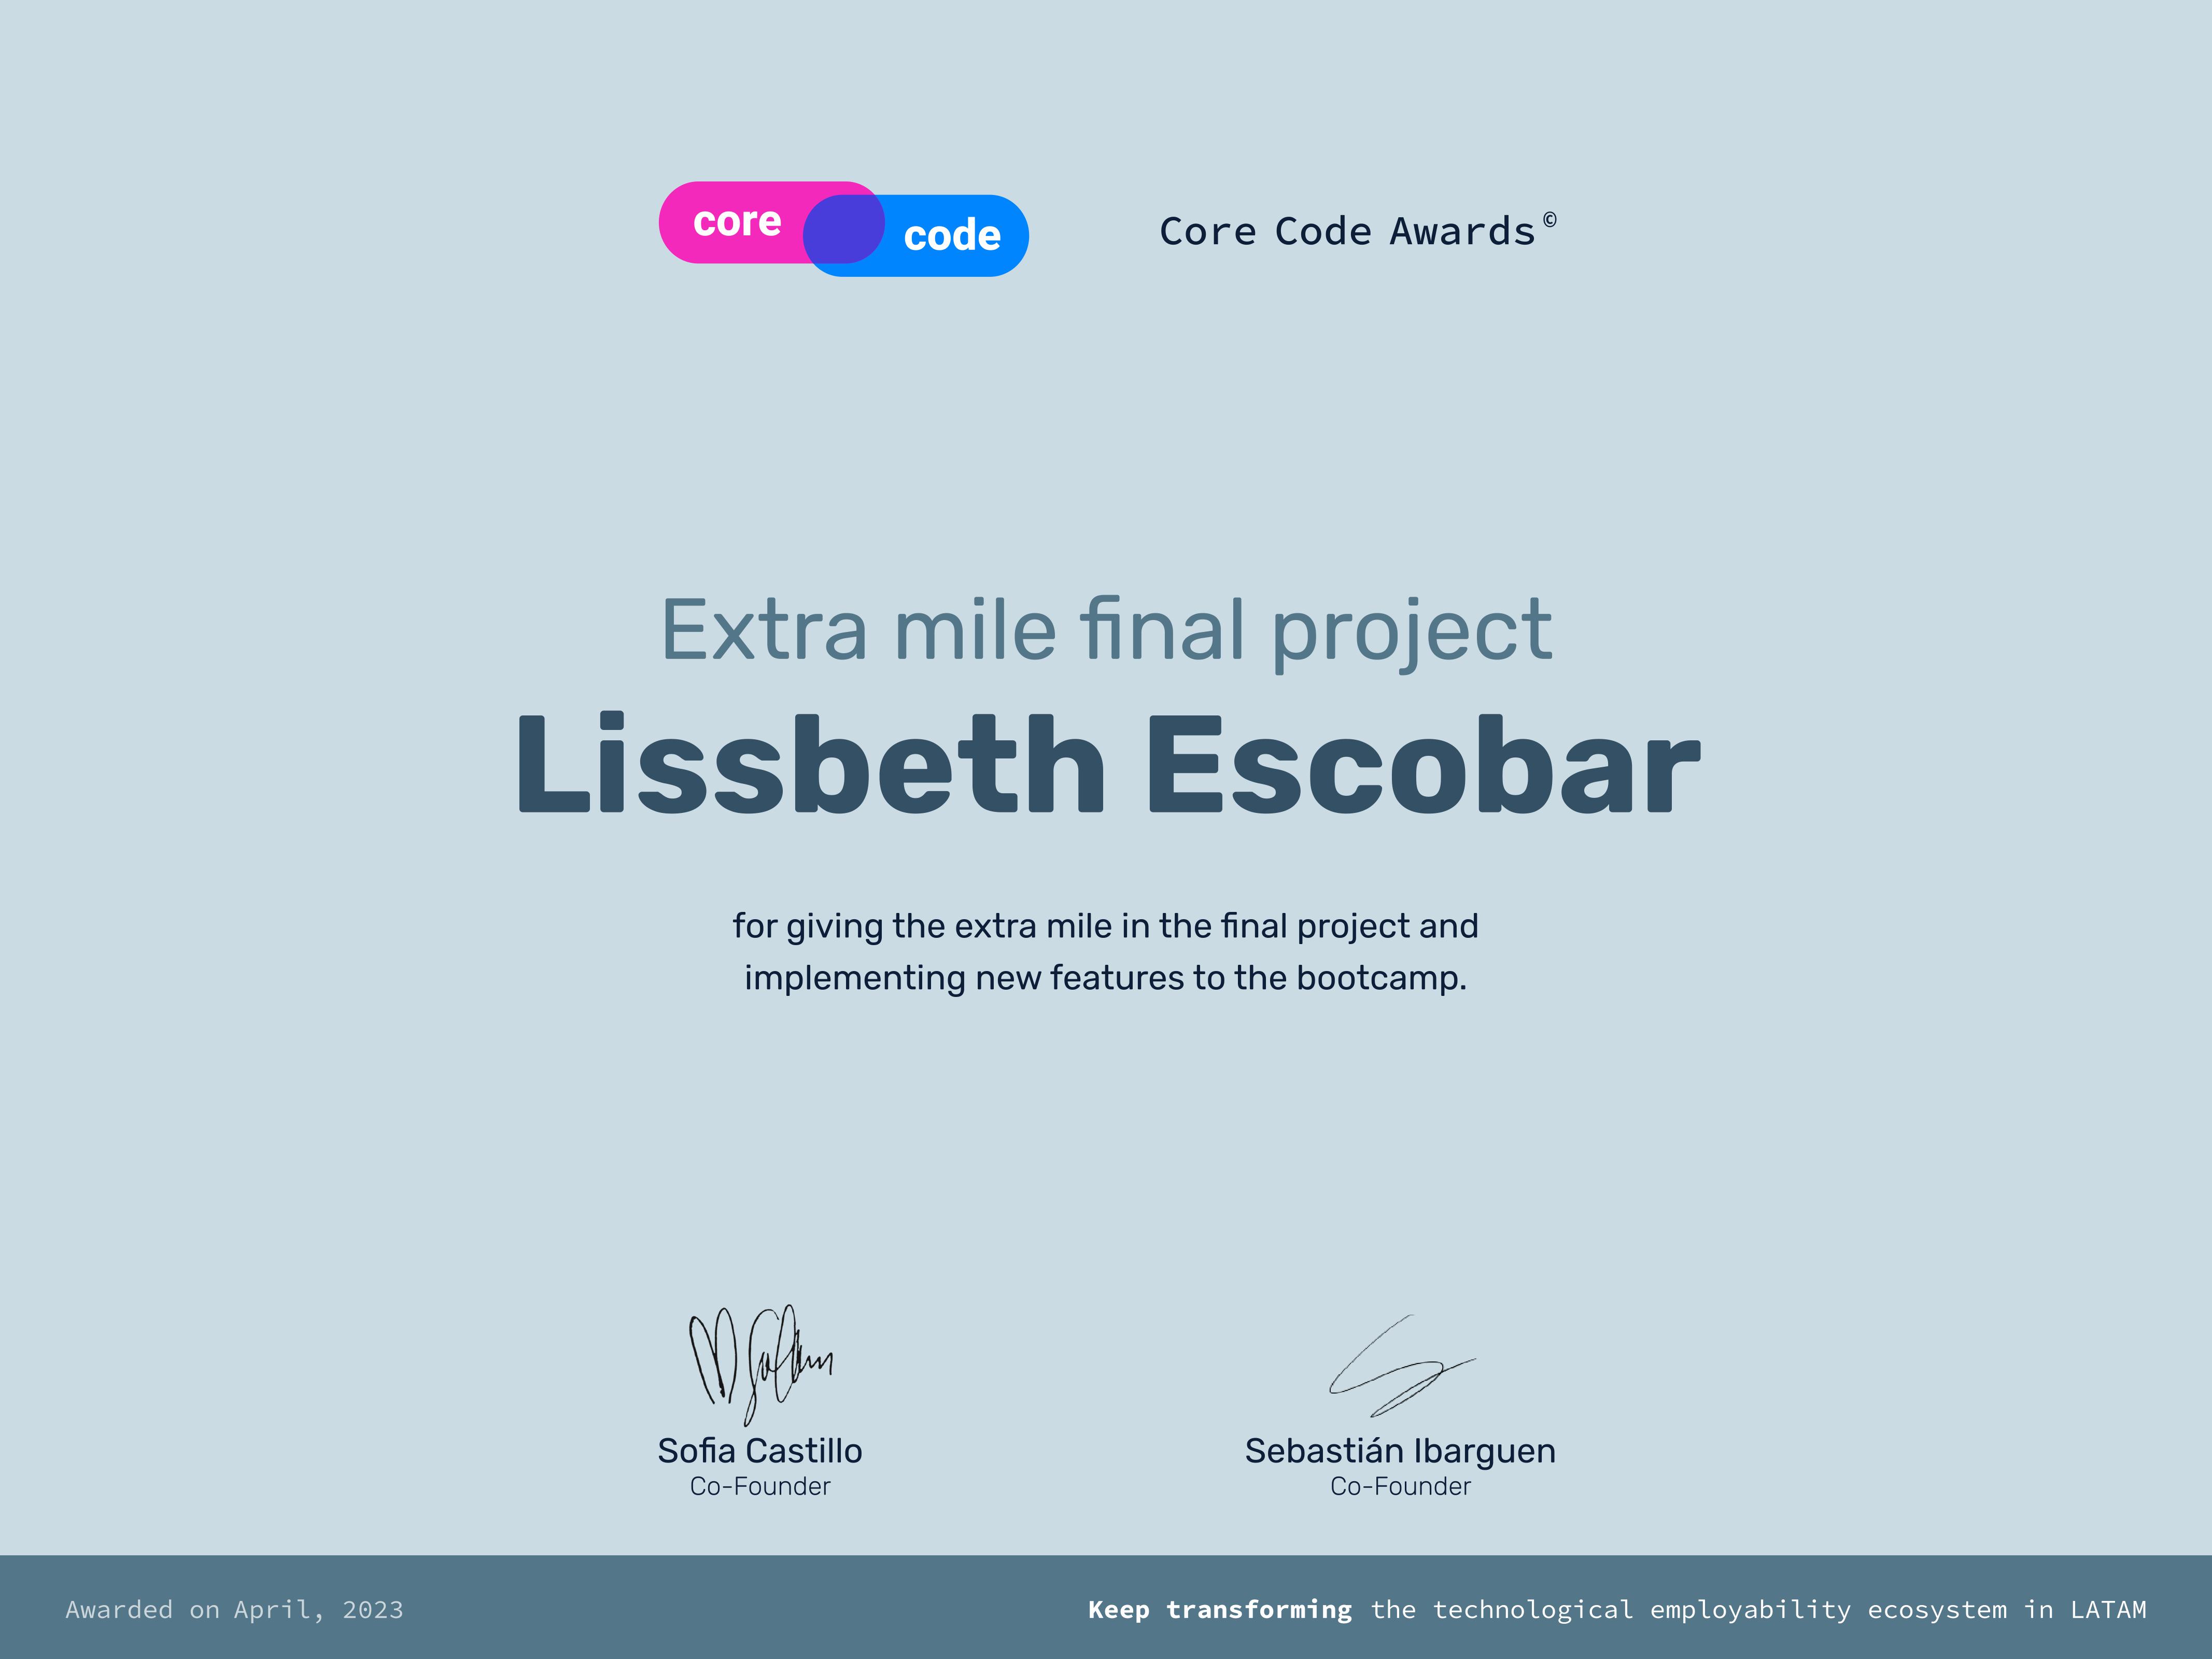 core
code
Core Code Awards©
Extra mile final project
Lissbeth Escobar
for giving the extra mile in the final project and
implementing new features to the bootcamp.
Sofia Castillo
Co-Founder
Sebastián Ibarguen
Co-Founder
Awarded on April, 2023
Keep transforming the technological employability ecosystem in LATAM